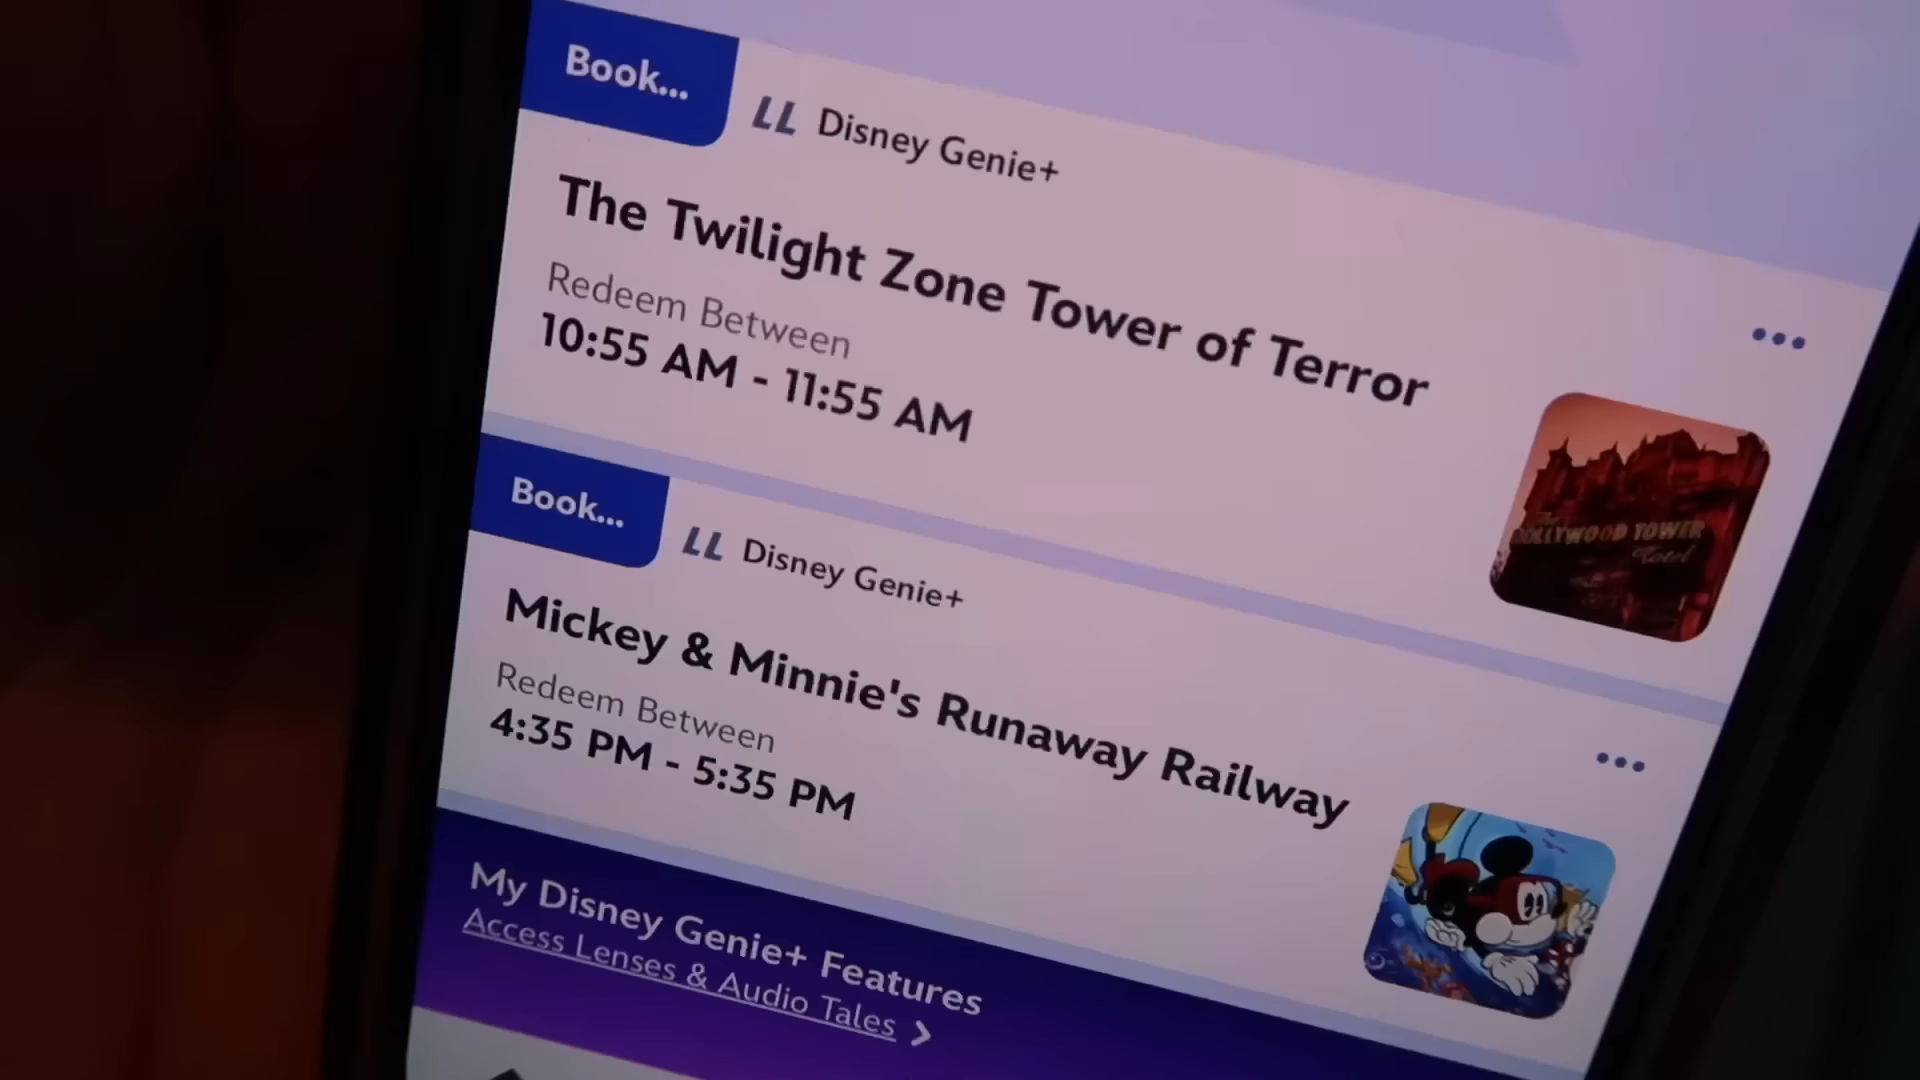 Book...
LL Disney Genie+
The Twilight Zone Tower of Terror
Redeem Between
10:55 AM - 11:55 AM
The
HOLLYWOOD TOWER
Hotel
Book...
LL Disney Genie+
Mickey & Minnie's Runaway Railway
Redeem Between
4:35 PM - 5:35 PM
My Disney Genie+ Features
Access Lenses & Audio Tales